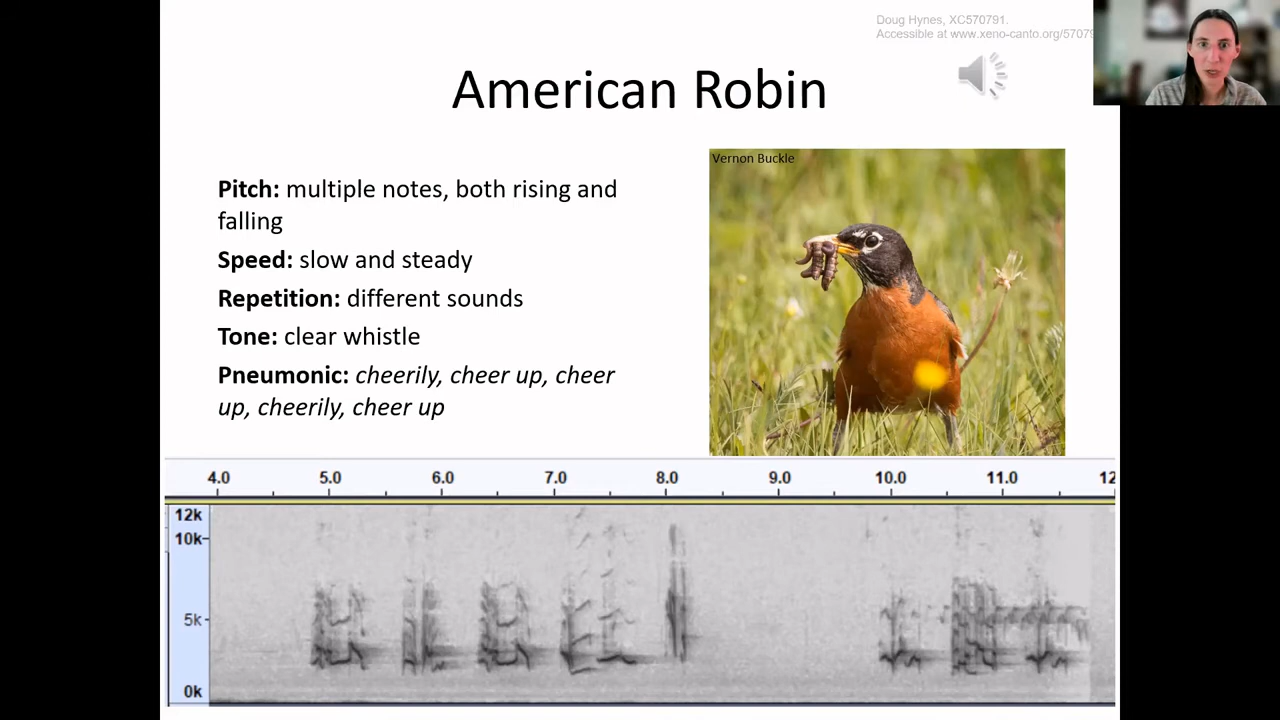 Doug Hynes, XC570791.
Accessible at www.xeno-canto.org/5707
American Robin
Vernon Buckle
Pitch: multiple notes, both rising and
falling
Speed: slow and steady
Repetition: different sounds
Tone: clear whistle
Pneumonic: cheerily, cheer up, cheer
up, cheerily, cheer up
4.0 5.0 6.0 7.0 8.0 9.0 10.0 11.0 12
12k
10k
5k
0k